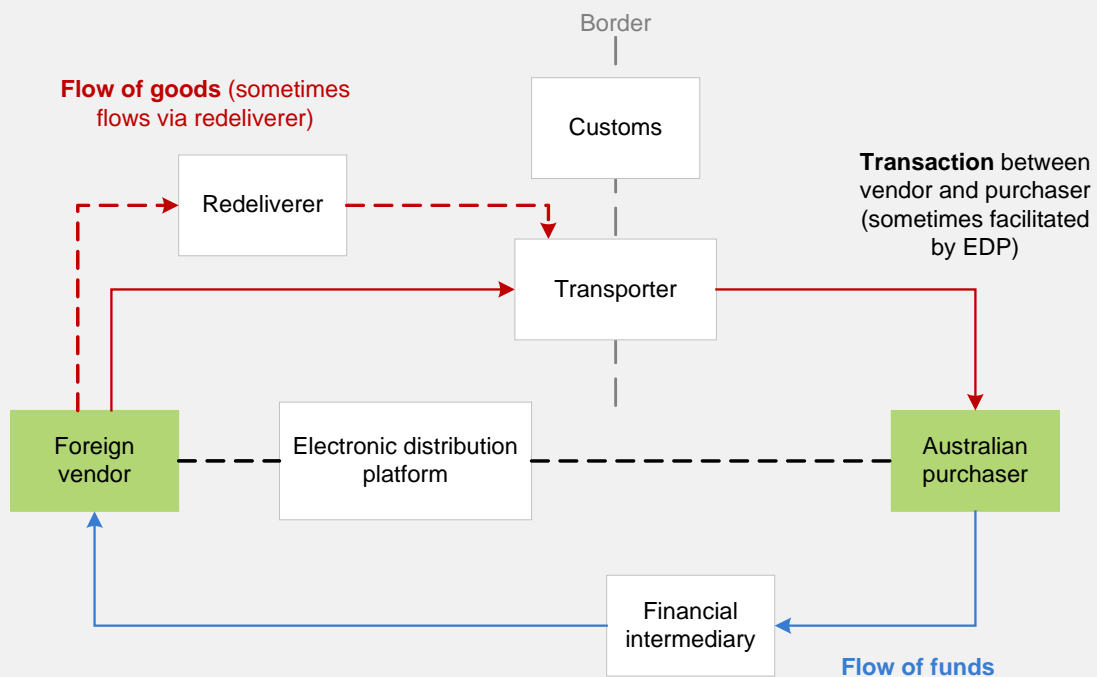 Border
Flow of goods (sometimes
flows via redeliverer)
Customs
Transaction between
vendor and purchaser
(sometimes facilitated
by EDP)
Redeliverer
Transporter
Foreign
vendor
Electronic distribution
platform
Australian
purchaser
Financial
intermediary
Flow of funds